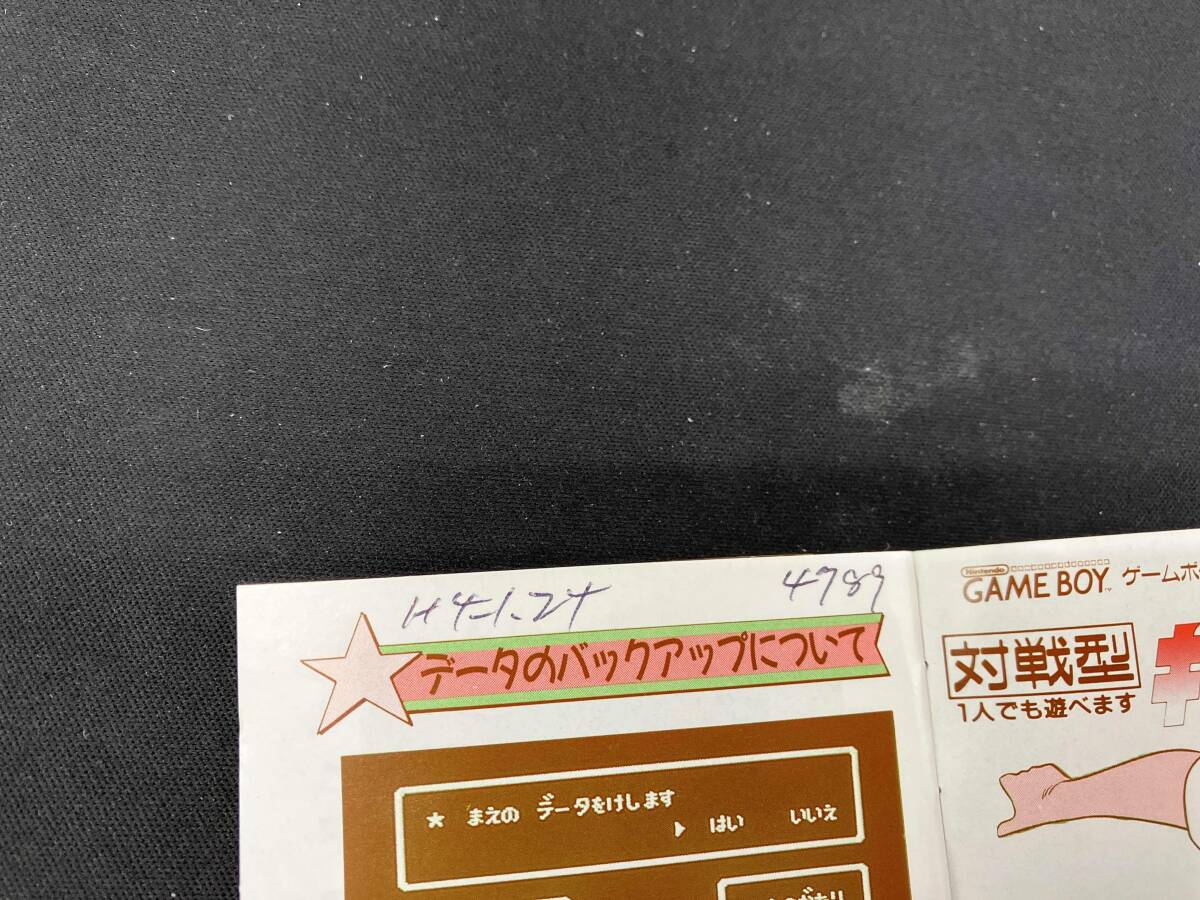 H4-1.24
4789
データのバックアップについて
★ まえの データをけします
▶ はい いいえ
Nintendo
GAME BOY™ ゲームボ
対戦型
1人でも遊べます